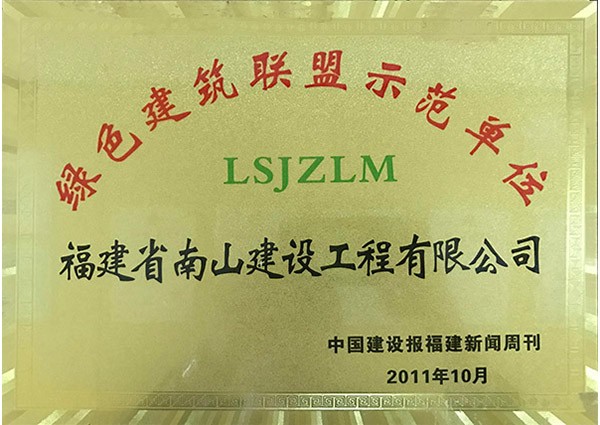 绿色建筑联盟示范单位
LSJZLM
福建省南山建设工程有限公司
中国建设报福建新闻周刊
2011年10月